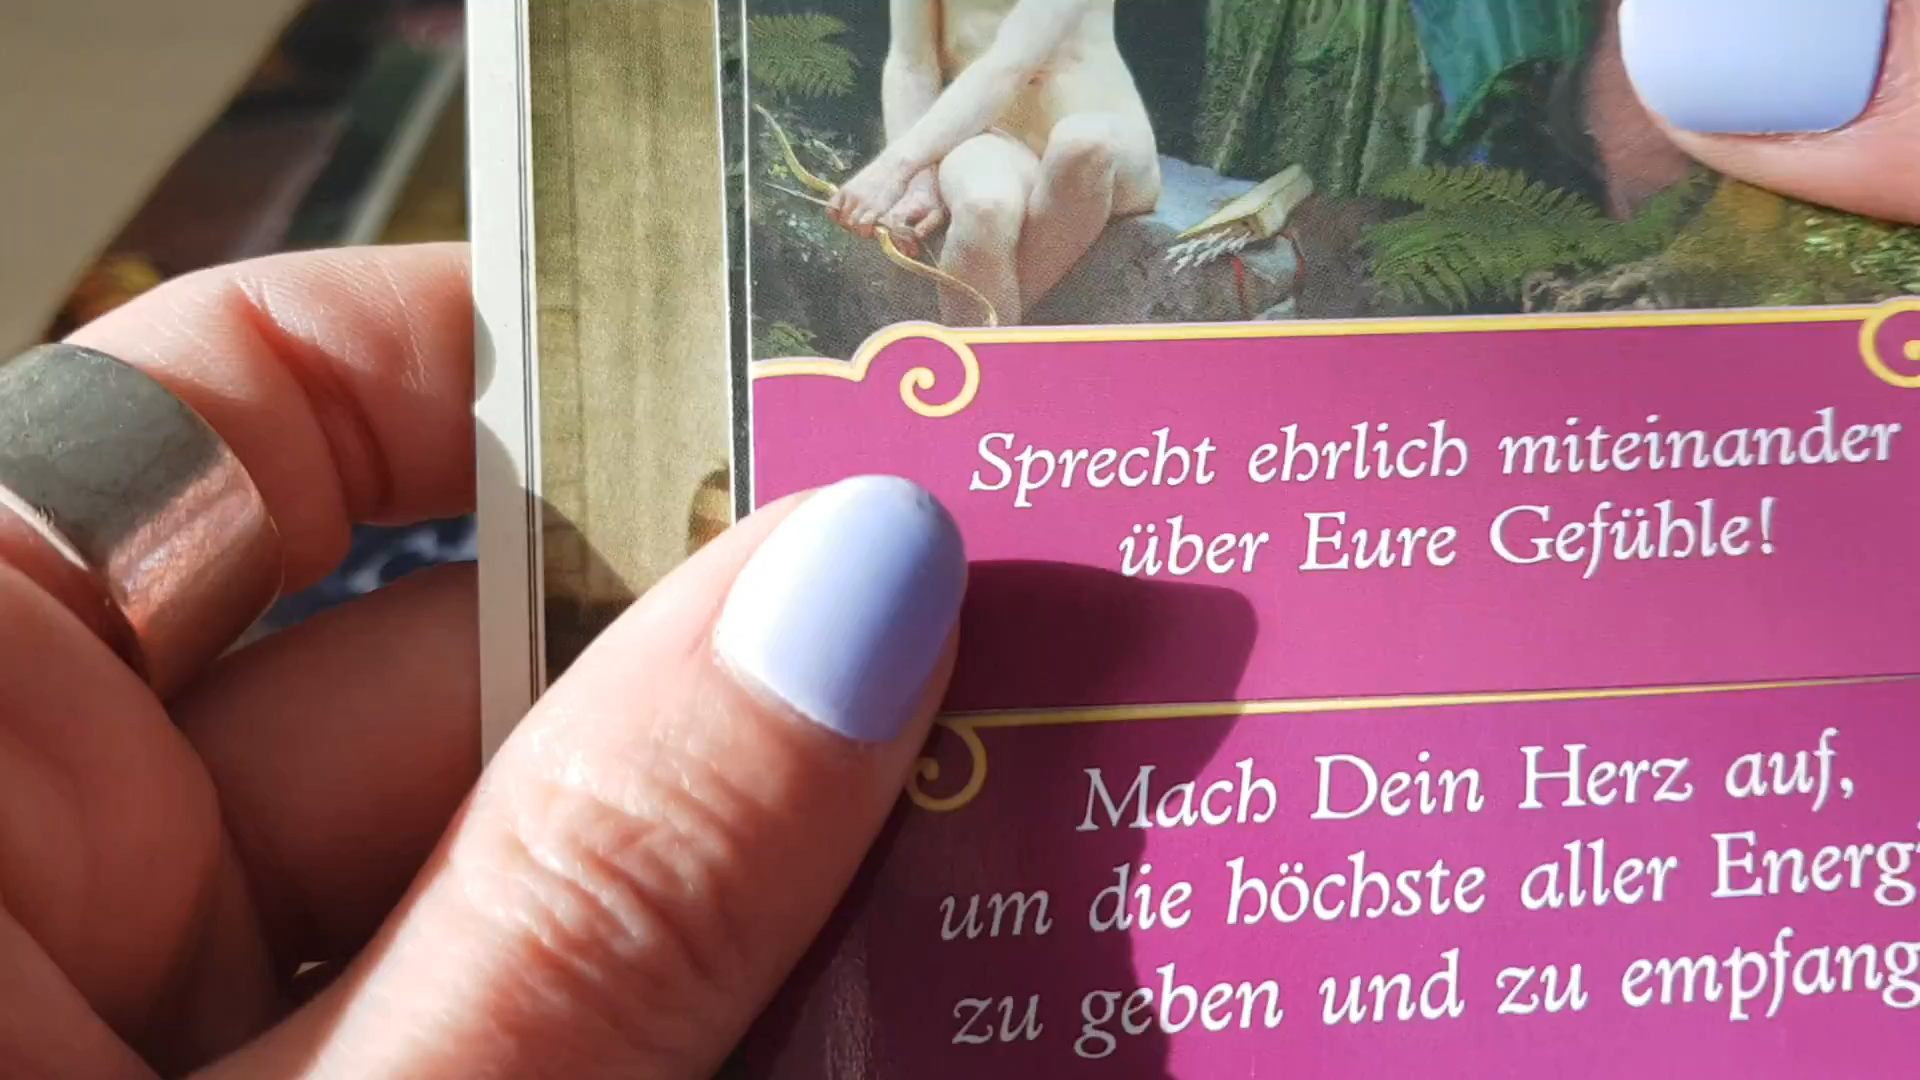 Sprecht ehrlich miteinander
über Eure Gefühle!
Mach Dein Herz auf,
um die höchste aller
zu geben und zu